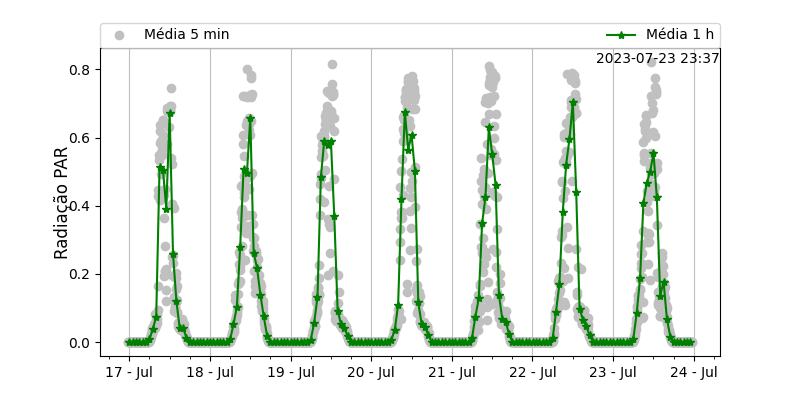 Média 5 min
Média 1 h
2023-07-23 23:37
Radiação PAR
0.8
0.6
0.4
0.2
0.0
17 - Jul
18 - Jul
19 - Jul
20 - Jul
21 - Jul
22 - Jul
23 - Jul
24 - Jul